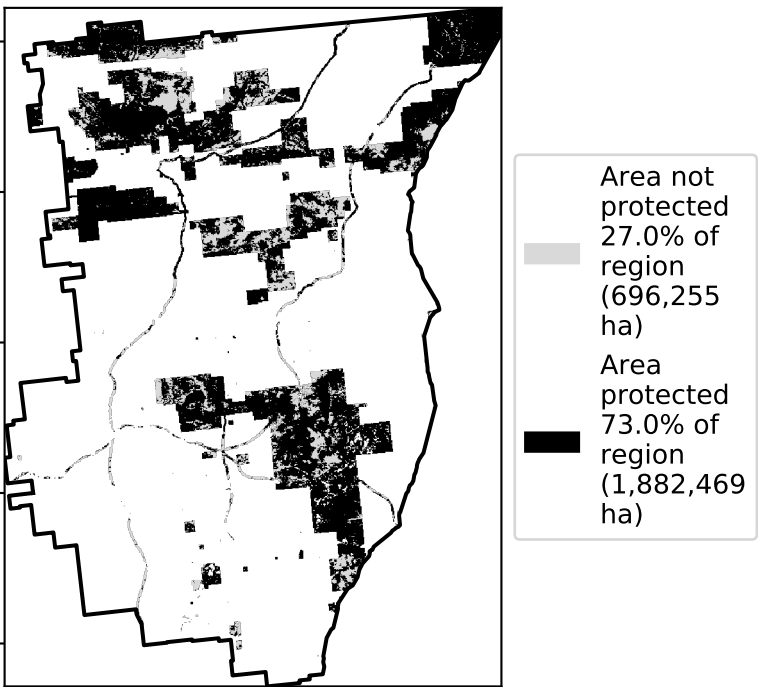 Area not
protected
27.0% of
region
(696,255
ha)
Area
protected
73.0% of
region
(1,882,469
ha)